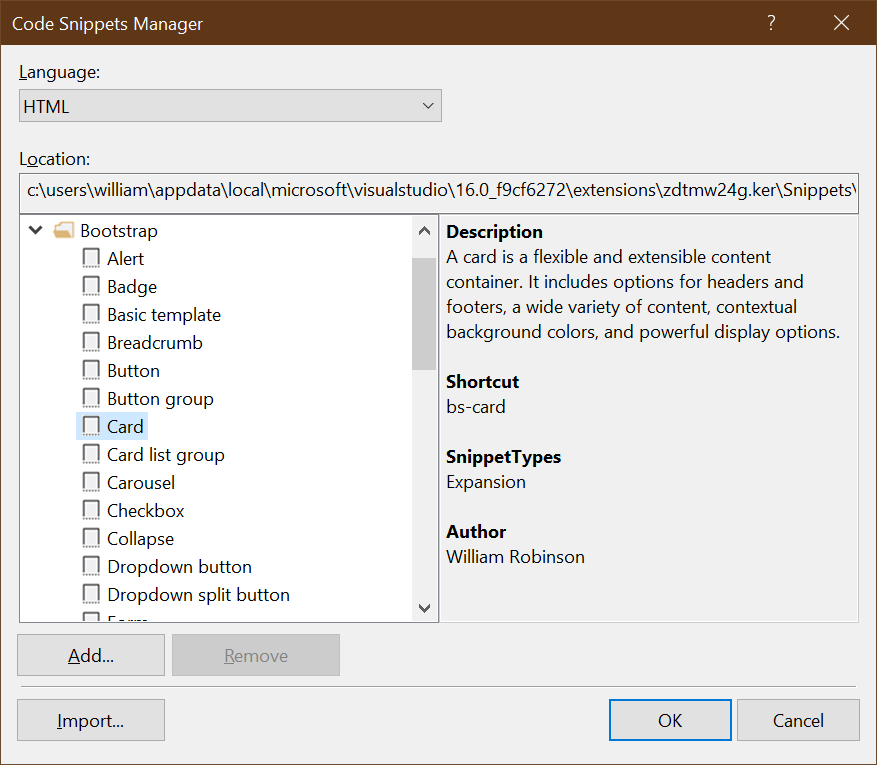 Code Snippets Manager
?
Language:
HTML
Location:
c:\users\william\appdata\local\microsoft\visualstudio\16.0_f9cf6272\extensions\zdtmw24g.ker\Snippets\
Bootstrap
Alert
Badge
Basic template
Breadcrumb
Button
Button group
Card
Card list group
Carousel
Checkbox
Collapse
Dropdown button
Dropdown split button
Form
Description
A card is a flexible and extensible content
container. It includes options for headers and
footers, a wide variety of content, contextual
background colors, and powerful display options.
Shortcut
bs-card
SnippetTypes
Expansion
Author
William Robinson
Add...
Remove
Import...
OK
Cancel